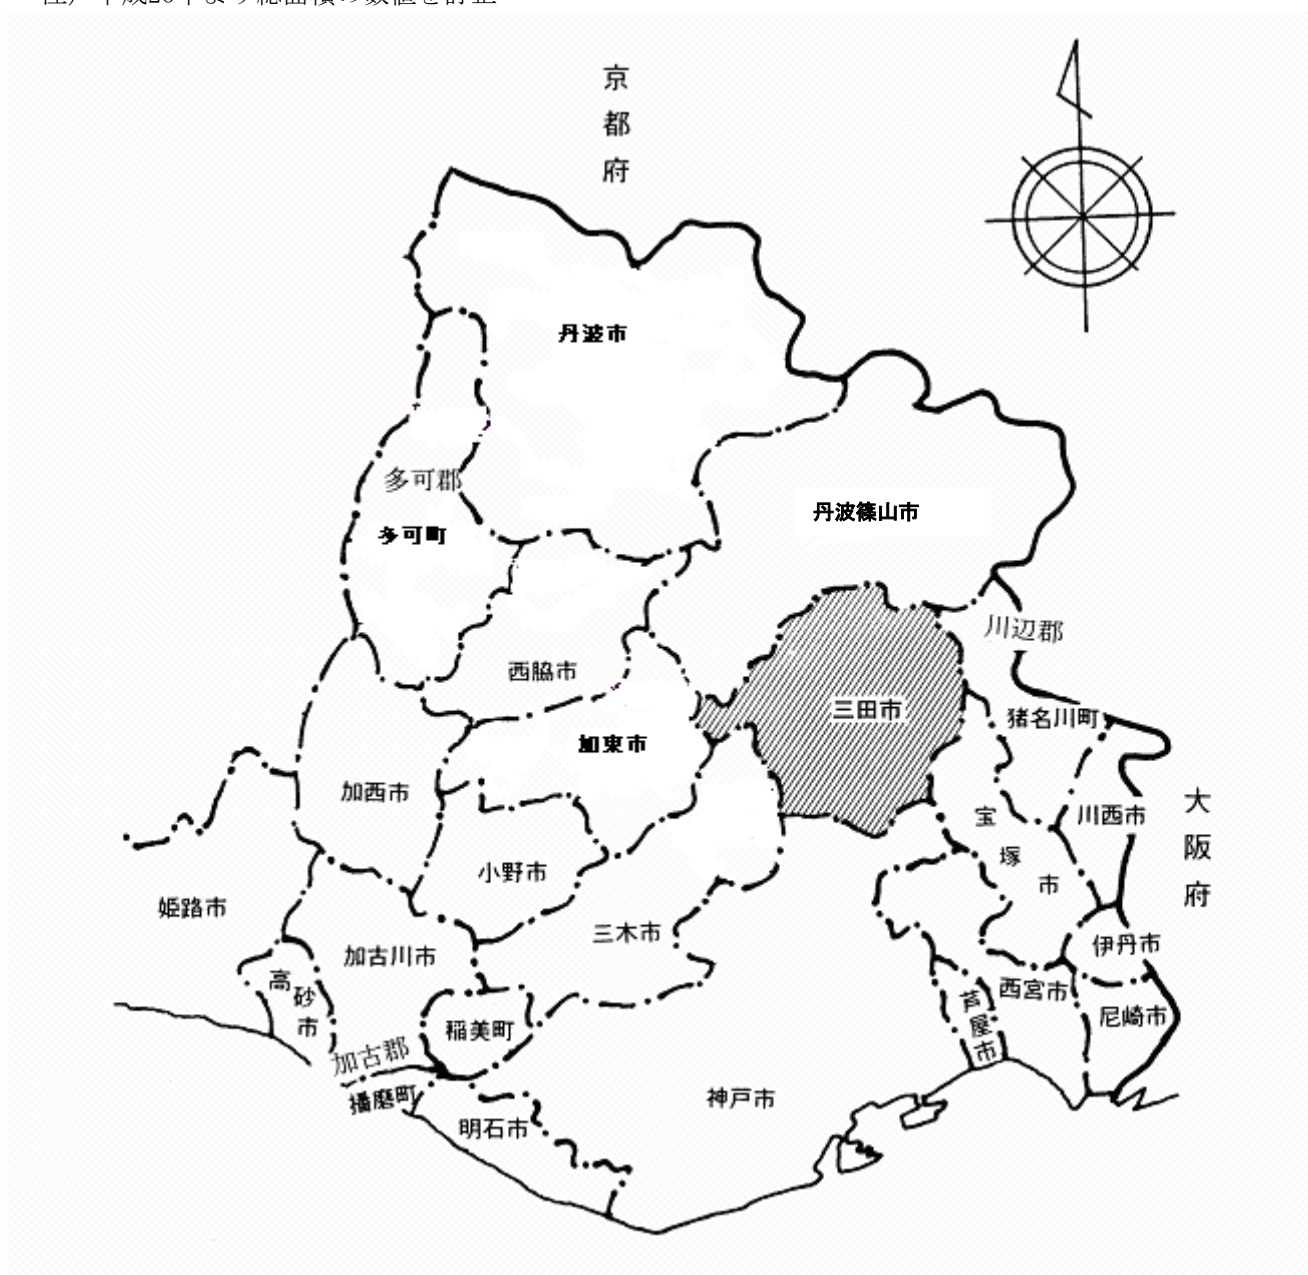 京都府
丹波市
多可郡
丹波篠山市
多可町
川辺郡
西脇市
三田市
猪名川町
加東市
加西市
川西市
大阪府
宝塚市
小野市
姫路市
三木市
伊丹市
加古川市
高砂市
西宮市
芦屋市
尼崎市
稲美町
加古郡
播磨町
神戸市
明石市